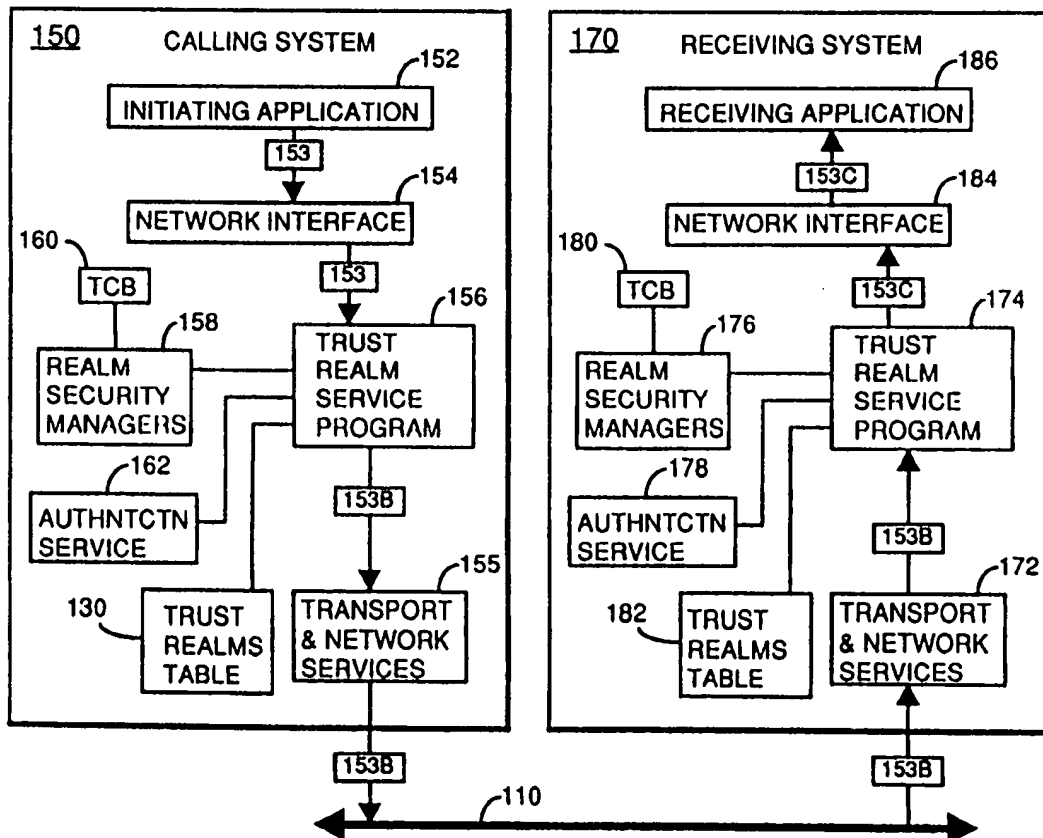 150 CALLING SYSTEM
152
INITIATING APPLICATION
153
154
NETWORK INTERFACE
160
TCB
153
156
158
REALM
SECURITY
MANAGERS
TRUST
REALM
SERVICE
PROGRAM
162
AUTHNTCTN
SERVICE
153B
155
130
TRUST
REALMS
TABLE
TRANSPORT
& NETWORK
SERVICES
153B
110
170 RECEIVING SYSTEM
186
RECEIVING APPLICATION
153C
184
NETWORK INTERFACE
180
TCB
153C
174
176
REALM
SECURITY
MANAGERS
TRUST
REALM
SERVICE
PROGRAM
178
AUTHNTCTN
SERVICE
153B
172
182
TRUST
REALMS
TABLE
TRANSPORT
& NETWORK
SERVICES
153B